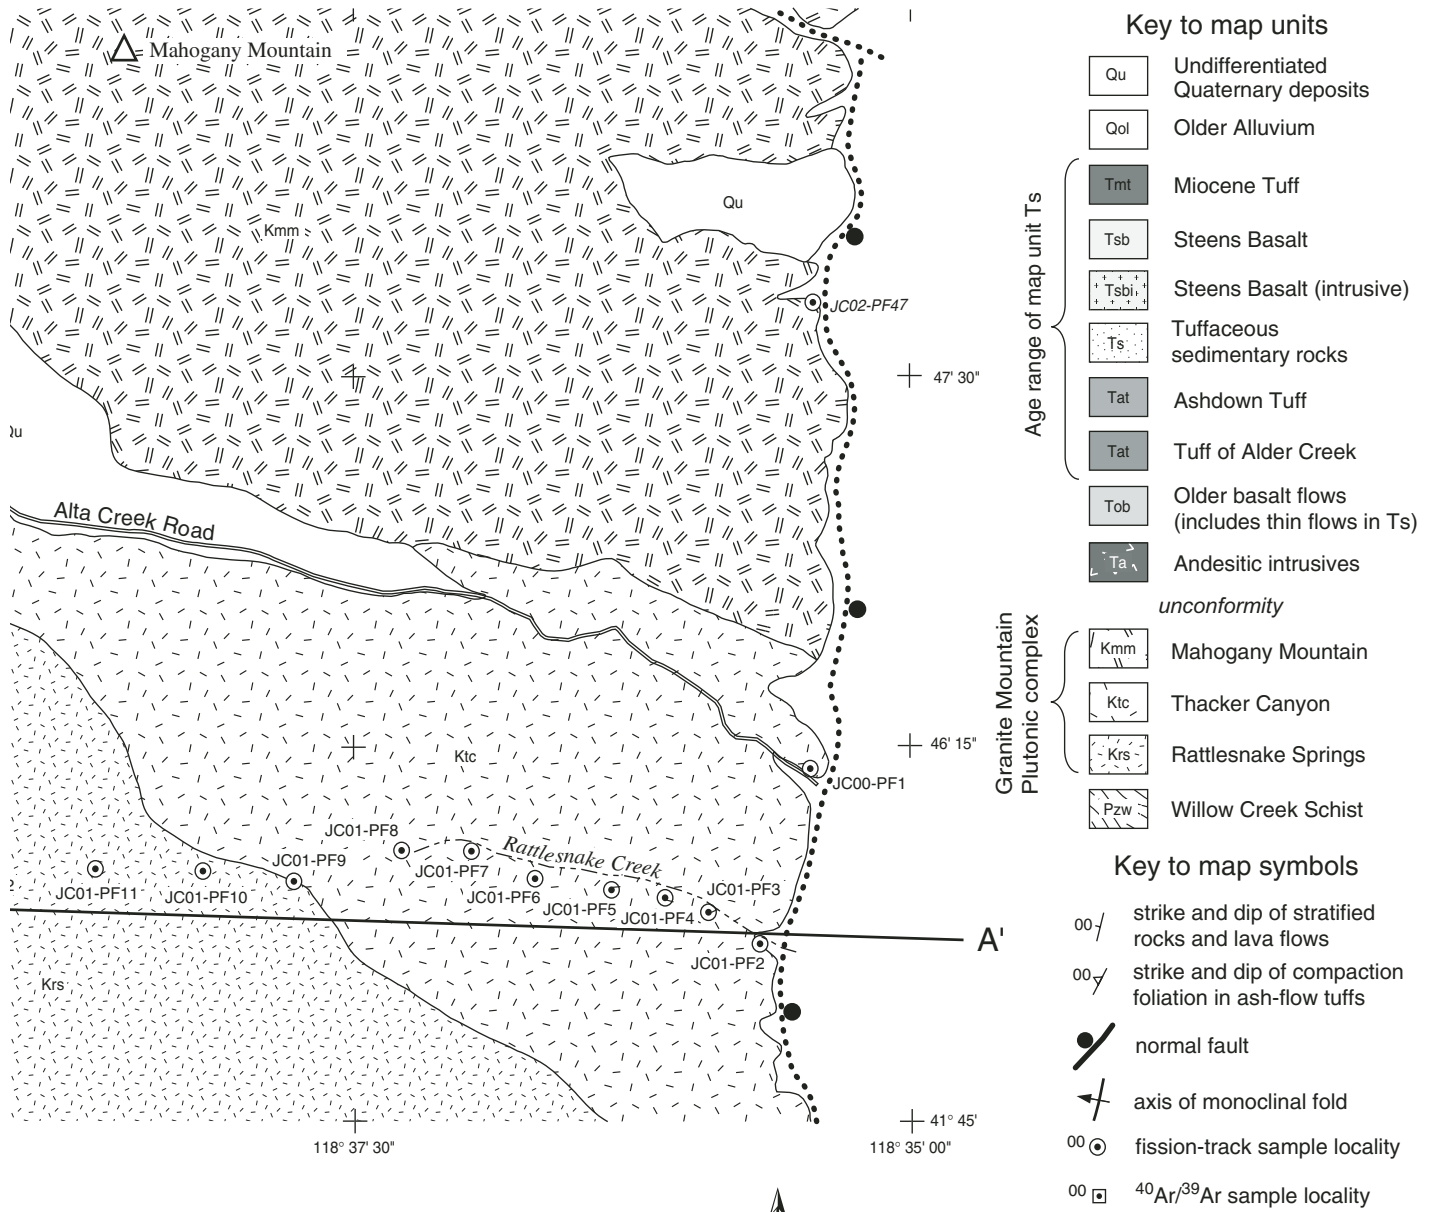 Mahogany Mountain
Kmm
Qu
JC02-PF47
47' 30"
Qu
Alta Creek Road
46' 15"
Ktc
JC00-PF1
JC01-PF8
Rattlesnake Creek
JC01-PF9
JC01-PF7
JC01-PF3
JC01-PF11
JC01-PF10
JC01-PF6
JC01-PF5
JC01-PF4
A'
JC01-PF2
Krs
41° 45'
118° 37' 30"
118° 35' 00"
Key to map units
Qu
Undifferentiated
Quaternary deposits
Qol
Older Alluvium
Age range of map unit Ts
Tmt
Miocene Tuff
Tsb
Steens Basalt
Tsbi
Steens Basalt (intrusive)
Ts
Tuffaceous
sedimentary rocks
Tat
Ashdown Tuff
Tat
Tuff of Alder Creek
Tob
Older basalt flows
(includes thin flows in Ts)
Ta
Andesitic intrusives
unconformity
Granite Mountain
Plutonic complex
Kmm
Mahogany Mountain
Ktc
Thacker Canyon
Krs
Rattlesnake Springs
Pzw
Willow Creek Schist
Key to map symbols
00
strike and dip of stratified
rocks and lava flows
00
strike and dip of compaction
foliation in ash-flow tuffs
normal fault
axis of monoclinal fold
00
fission-track sample locality
00
40Ar/39Ar sample locality